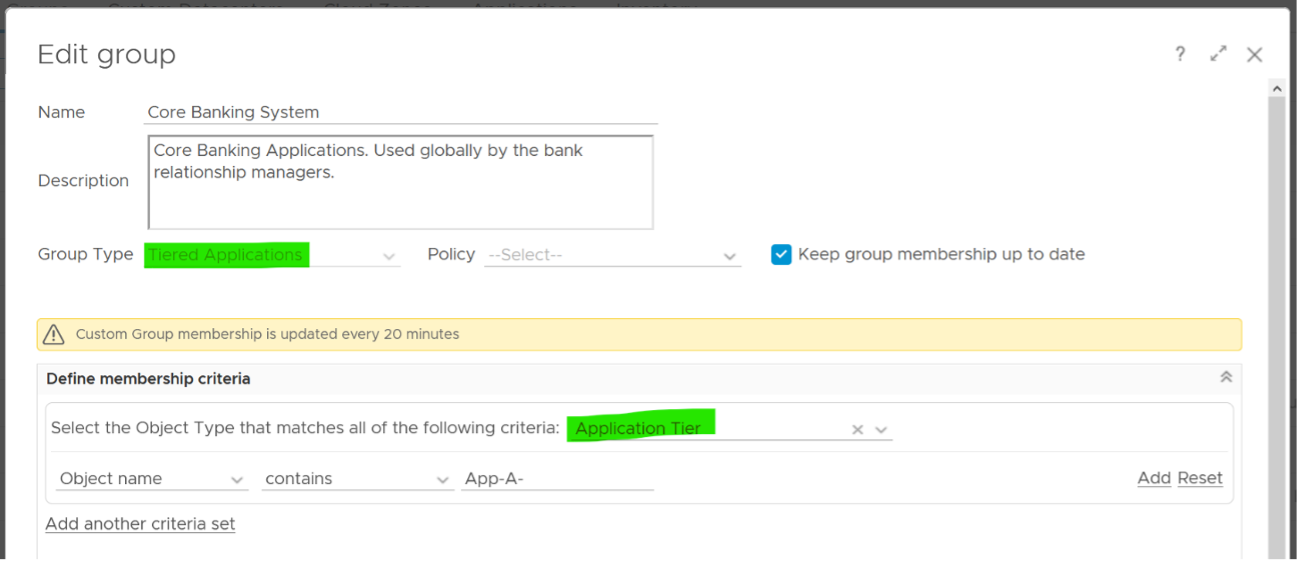 Edit group
?
Name Core Banking System
Description Core Banking Applications. Used globally by the bank
relationship managers.
Group Type Tiered Applications Policy --Select-- Keep group membership up to date
Custom Group membership is updated every 20 minutes
Define membership criteria
Select the Object Type that matches all of the following criteria: Application Tier
Object name contains App-A- Add Reset
Add another criteria set